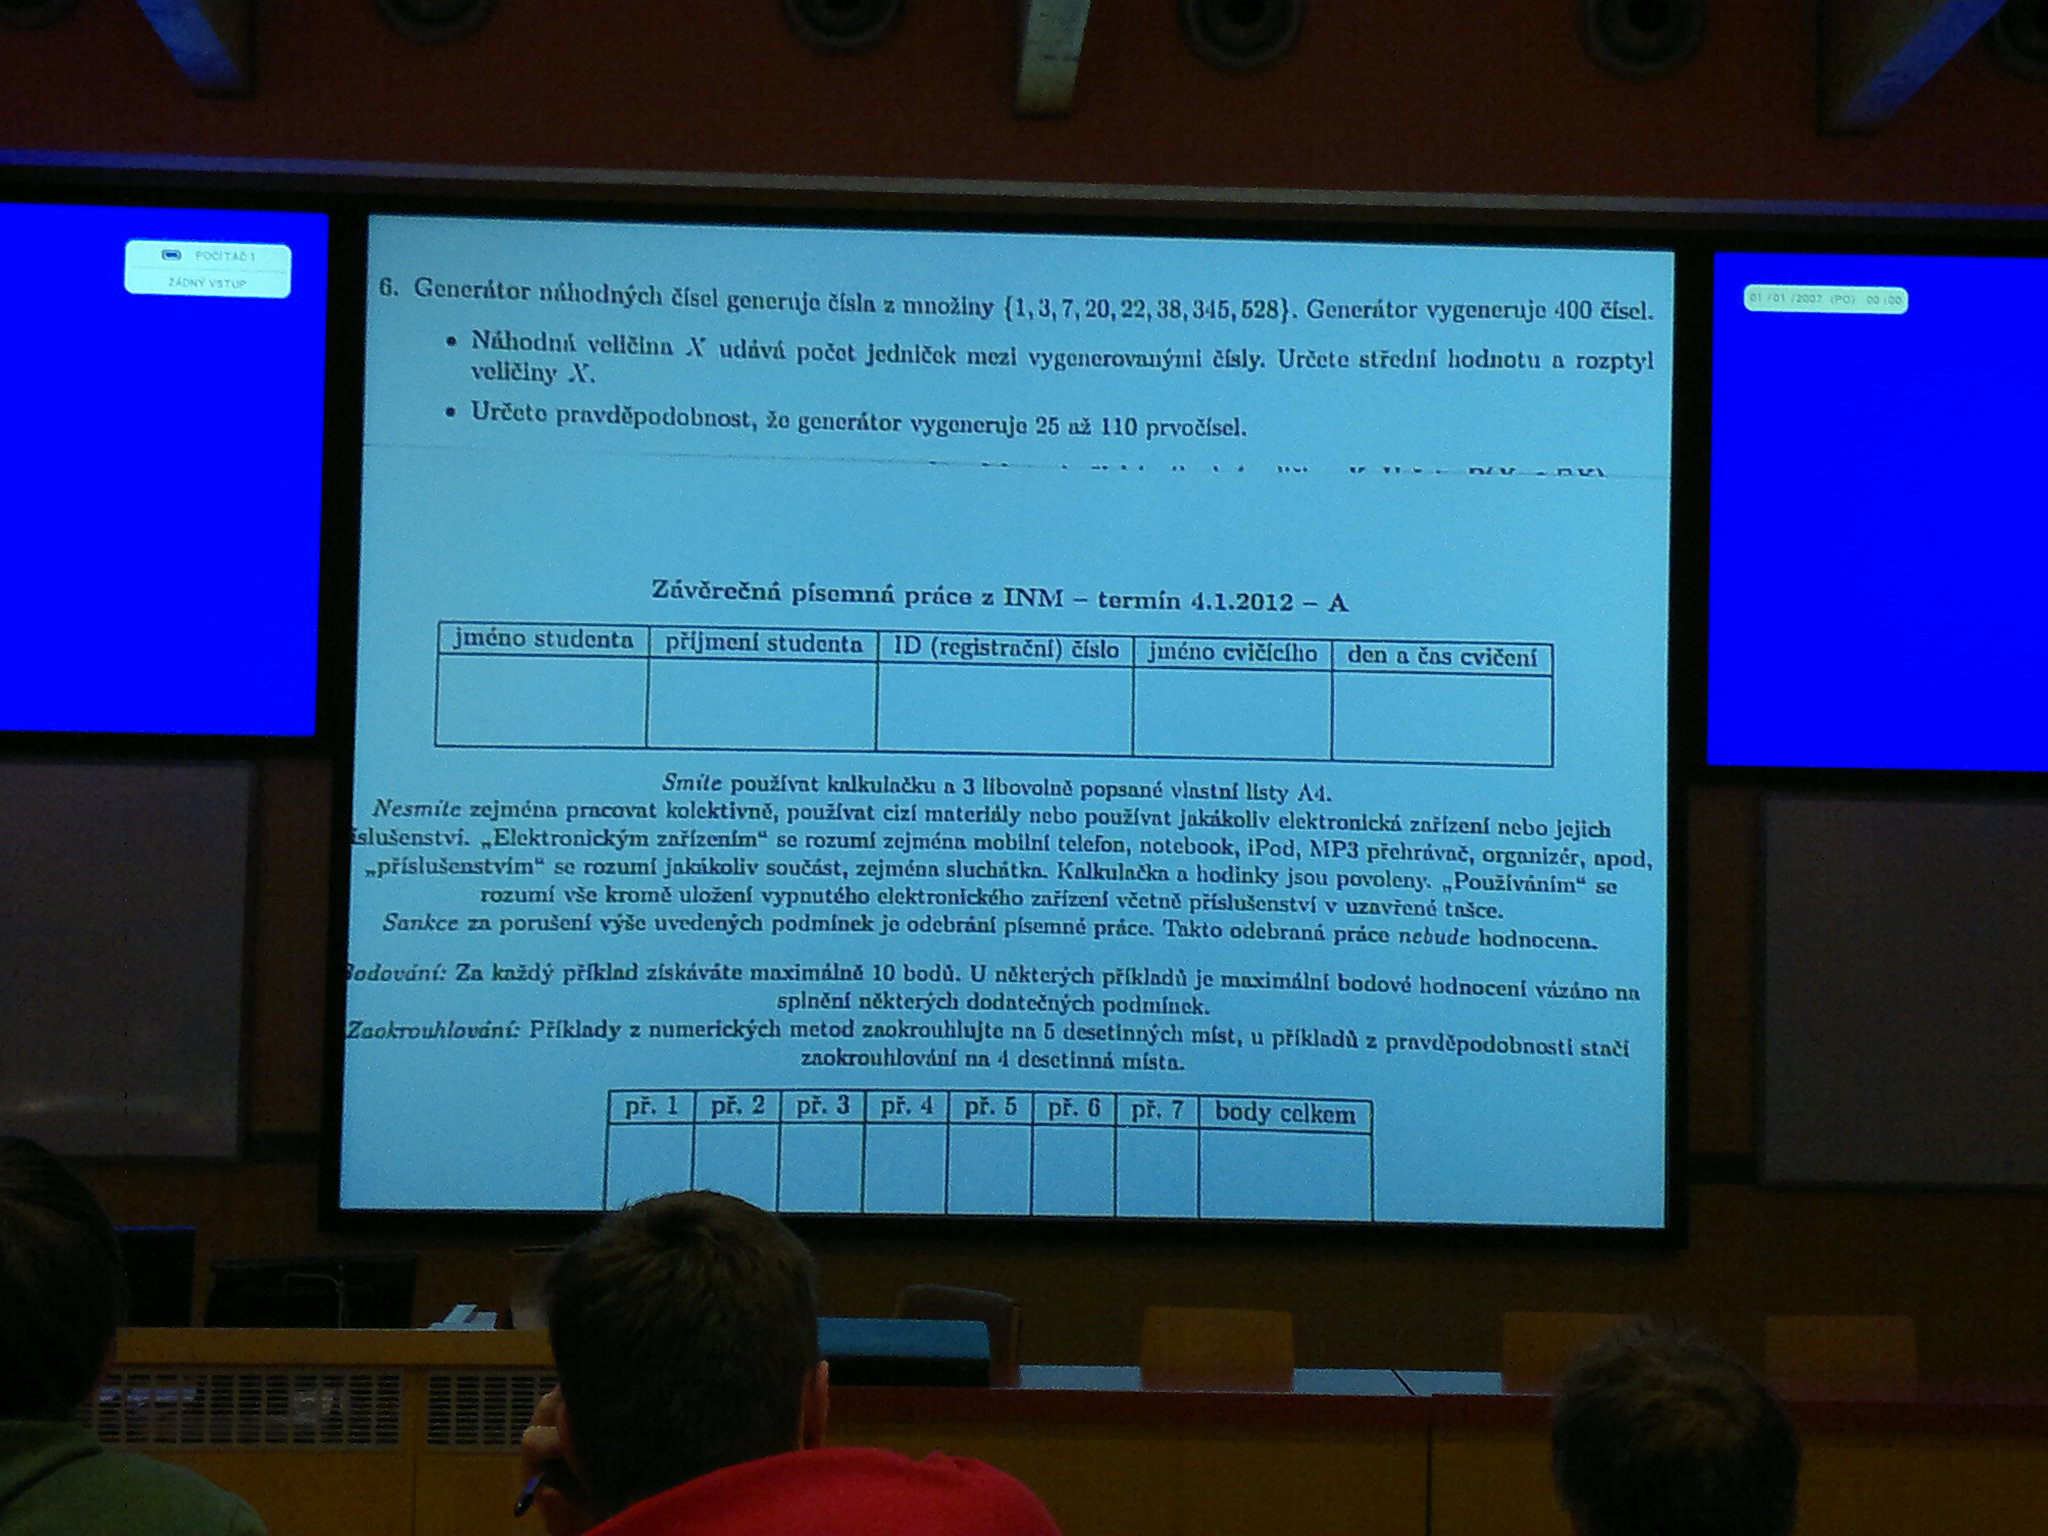 POČÍTAČ 1
ŽÁDNÝ VSTUP
01/01/2007 (PO) 00:00
6. Generátor náhodných čísel generuje čísla z množiny {1, 3, 7, 20, 22, 38, 345, 528}. Generátor vygeneruje 400 čísel.
• Náhodná veličina X udává počet jedniček mezi vygenerovanými čísly. Určete střední hodnotu a rozptyl
veličiny X.
• Určete pravděpodobnost, že generátor vygeneruje 25 až 110 prvočísel.
Závěrečná písemná práce z INM – termín 4.1.2012 – A
jméno studenta příjmení studenta ID (registrační) číslo jméno cvičícího den a čas cvičení
Smíte používat kalkulačku a 3 libovolně popsané vlastní listy A4.
Nesmíte zejména pracovat kolektivně, používat cizí materiály nebo používat jakákoliv elektronická zařízení nebo jejich
íslušenství. „Elektronickým zařízením“ se rozumí zejména mobilní telefon, notebook, iPod, MP3 přehrávač, organizér, apod,
„příslušenstvím“ se rozumí jakákoliv součást, zejména sluchátka. Kalkulačka a hodinky jsou povoleny. „Používáním“ se
rozumí vše kromě uložení vypnutého elektronického zařízení včetně příslušenství v uzavřené tašce.
Sankce za porušení výše uvedených podmínek je odebrání písemné práce. Takto odebraná práce nebude hodnocena.
Bodování: Za každý příklad získáváte maximálně 10 bodů. U některých příkladů je maximální bodové hodnocení vázáno na
splnění některých dodatečných podmínek.
Zaokrouhlování: Příklady z numerických metod zaokrouhlujte na 5 desetinných míst, u příkladů z pravděpodobnosti stačí
zaokrouhlování na 4 desetinná místa.
př. 1 př. 2 př. 3 př. 4 př. 5 př. 6 př. 7 body celkem